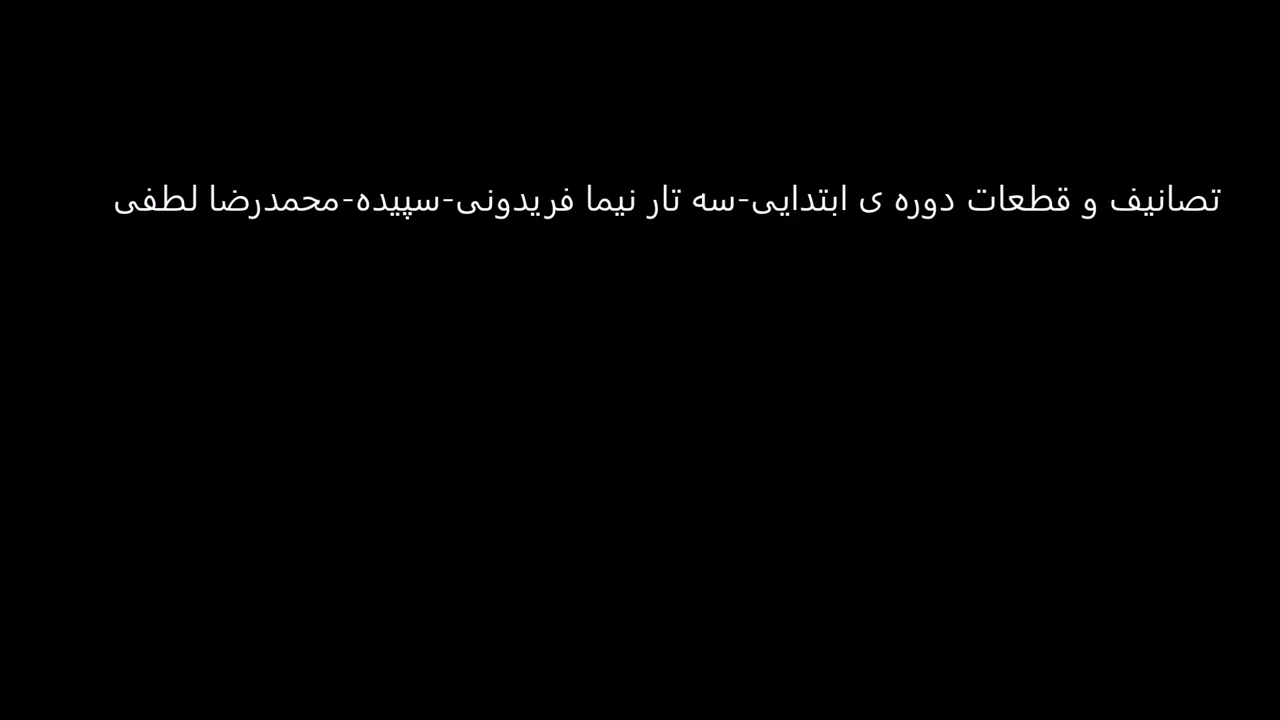 تصانیف و قطعات دوره ی ابتدایی-سه تار نیما فریدونی-سپیده-محمدرضا لطفی